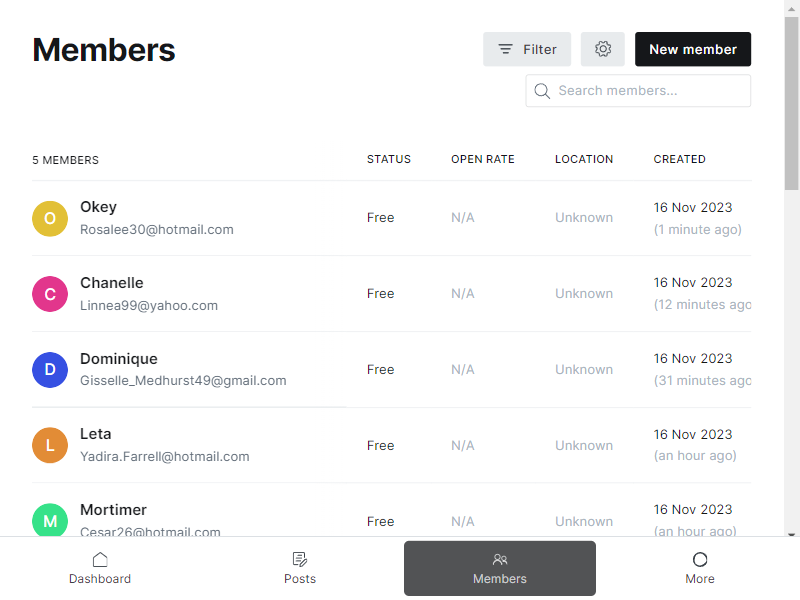 Members
Filter
New member
Search members...
5 MEMBERS STATUS OPEN RATE LOCATION CREATED
O Okey Free N/A Unknown 16 Nov 2023
Rosalee30@hotmail.com (1 minute ago)
C Chanelle Free N/A Unknown 16 Nov 2023
Linnea99@yahoo.com (12 minutes ago
D Dominique Free N/A Unknown 16 Nov 2023
Gisselle_Medhurst49@gmail.com (31 minutes ago
L Leta Free N/A Unknown 16 Nov 2023
Yadira.Farrell@hotmail.com (an hour ago)
M Mortimer Free N/A Unknown 16 Nov 2023
Cesar26@hotmail.com (an hour ago)
Dashboard Posts Members More